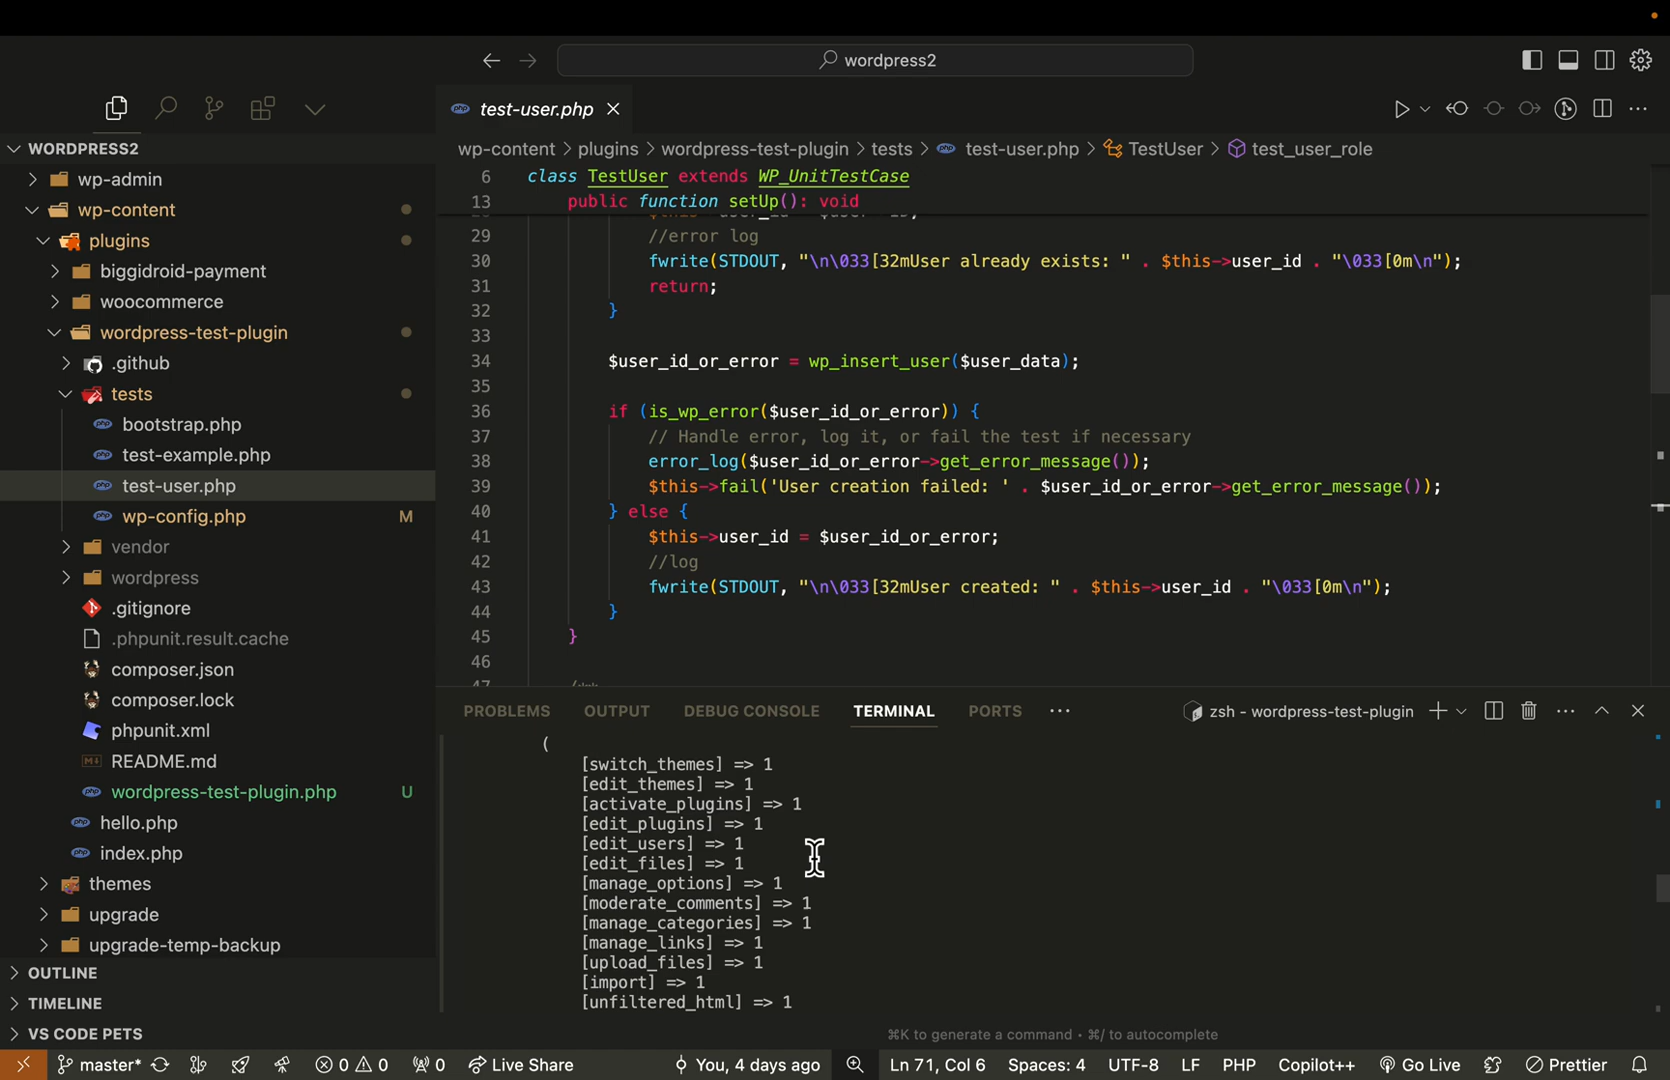 wordpress2
test-user.php
WORDPRESS2
wp-content > plugins > wordpress-test-plugin > tests > test-user.php > TestUser > test_user_role
wp-admin
wp-content
plugins
biggidroid-payment
woocommerce
wordpress-test-plugin
.github
tests
bootstrap.php
test-example.php
test-user.php
wp-config.php M
vendor
wordpress
.gitignore
.phpunit.result.cache
composer.json
composer.lock
phpunit.xml
README.md
wordpress-test-plugin.php U
hello.php
index.php
themes
upgrade
upgrade-temp-backup
OUTLINE
TIMELINE
VS CODE PETS
6 class TestUser extends WP_UnitTestCase
13 public function setUp(): void
29 //error log
30 fwrite(STDOUT, "\n\033[32mUser already exists: " . $this->user_id . "\033[0m\n");
31 return;
32 }
33
34 $user_id_or_error = wp_insert_user($user_data);
35
36 if (is_wp_error($user_id_or_error)) {
37 // Handle error, log it, or fail the test if necessary
38 error_log($user_id_or_error->get_error_message());
39 $this->fail('User creation failed: ' . $user_id_or_error->get_error_message());
40 } else {
41 $this->user_id = $user_id_or_error;
42 //log
43 fwrite(STDOUT, "\n\033[32mUser created: " . $this->user_id . "\033[0m\n");
44 }
45 }
46
PROBLEMS OUTPUT DEBUG CONSOLE TERMINAL PORTS ··· zsh - wordpress-test-plugin
(
[switch_themes] => 1
[edit_themes] => 1
[activate_plugins] => 1
[edit_plugins] => 1
[edit_users] => 1
[edit_files] => 1
[manage_options] => 1
[moderate_comments] => 1
[manage_categories] => 1
[manage_links] => 1
[upload_files] => 1
[import] => 1
[unfiltered_html] => 1
⌘K to generate a command • ⌘/ to autocomplete
master* 0 0 0 Live Share You, 4 days ago Ln 71, Col 6 Spaces: 4 UTF-8 LF PHP Copilot++ Go Live Prettier